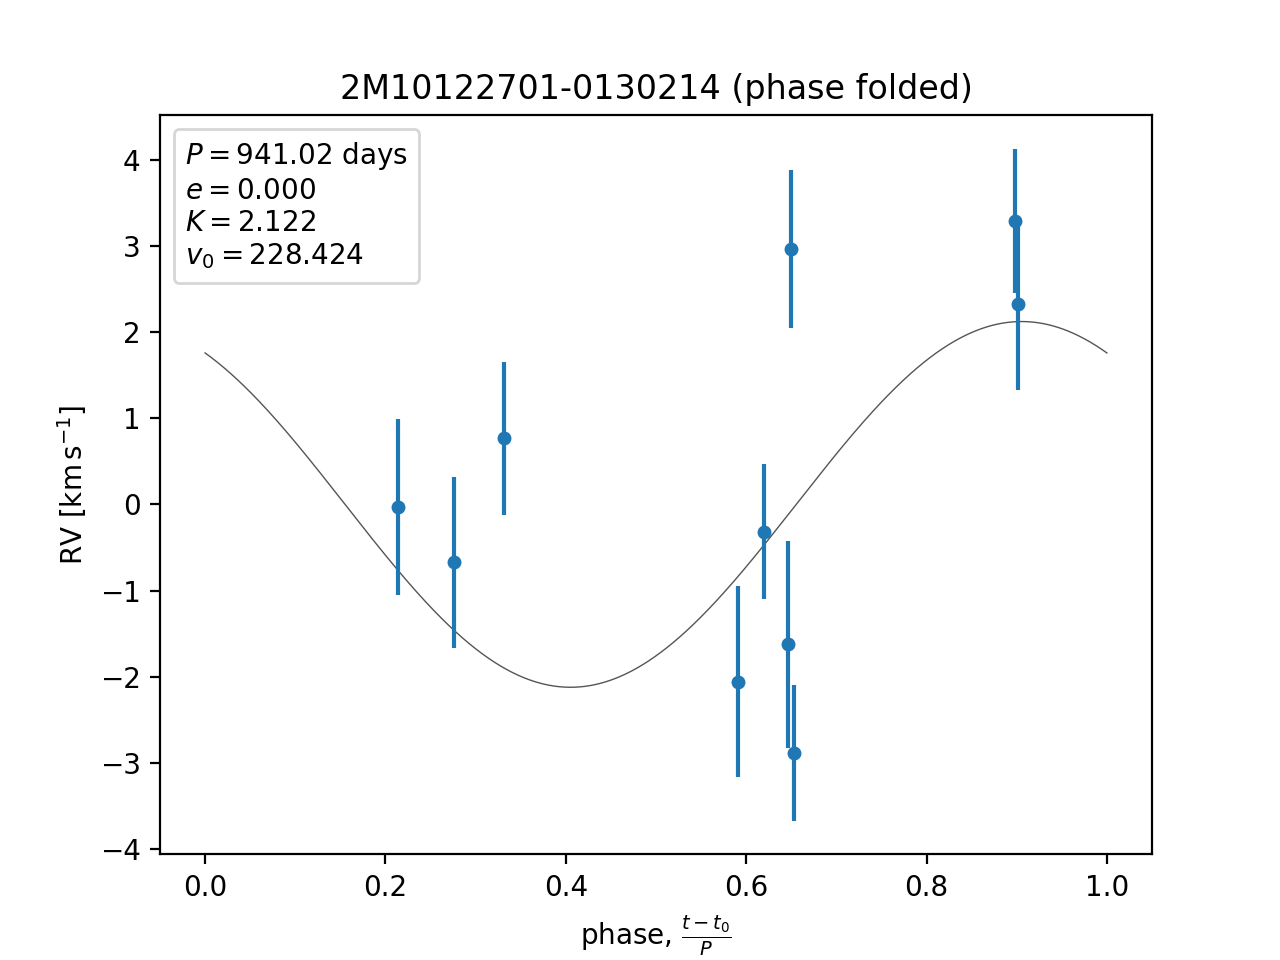 2M10122701-0130214 (phase folded)
P = 941.02 days
e = 0.000
K = 2.122
v₀ = 228.424
4
3
2
1
0
−1
−2
−3
−4
RV [km s⁻¹]
0.0 0.2 0.4 0.6 0.8 1.0
phase, (t − t₀)/P